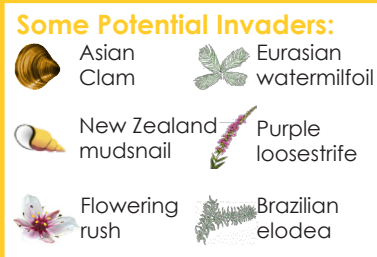 Some Potential Invaders:
Asian
Clam
Eurasian
watermilfoil
New Zealand
mudsnail
Purple
loosestrife
Flowering
rush
Brazilian
elodea